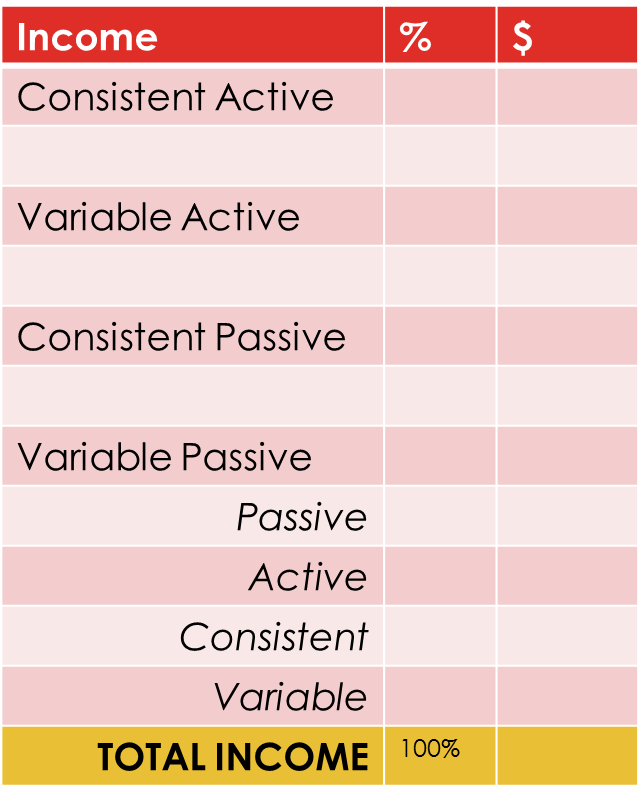 Income % $
Consistent Active
Variable Active
Consistent Passive
Variable Passive
Passive
Active
Consistent
Variable
TOTAL INCOME 100%